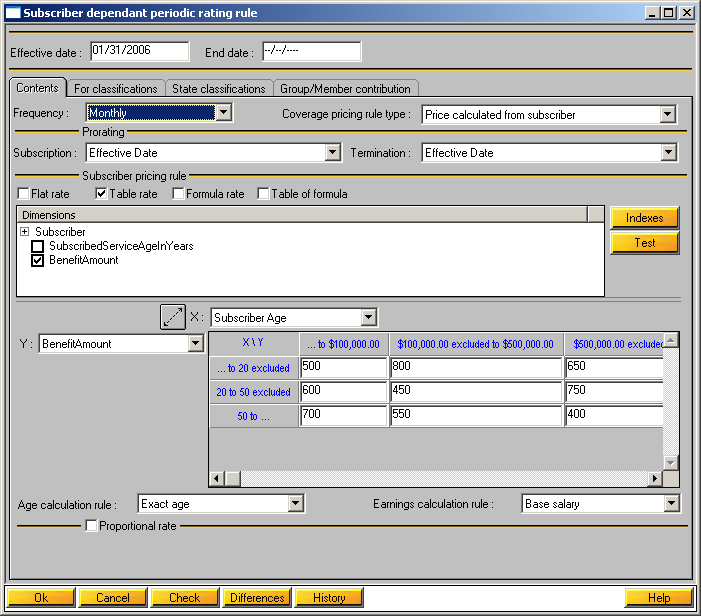 Subscriber dependant periodic rating rule
Effective date : 01/31/2006 End date : --/--/----
Contents For classifications State classifications Group/Member contribution
Frequency : Monthly Coverage pricing rule type : Price calculated from subscriber
Prorating
Subscription : Effective Date Termination : Effective Date
Subscriber pricing rule
Flat rate Table rate Formula rate Table of formula
Dimensions Indexes
Subscriber
SubscribedServiceAgeInYears Test
BenefitAmount
X : Subscriber Age
Y : BenefitAmount
X \ Y ... to $100,000.00 $100,000.00 excluded to $500,000.00 $500,000.00 excluded
... to 20 excluded 500 800 650
20 to 50 excluded 600 450 750
50 to ... 700 550 400
Age calculation rule : Exact age Earnings calculation rule : Base salary
Proportional rate
Ok Cancel Check Differences History Help